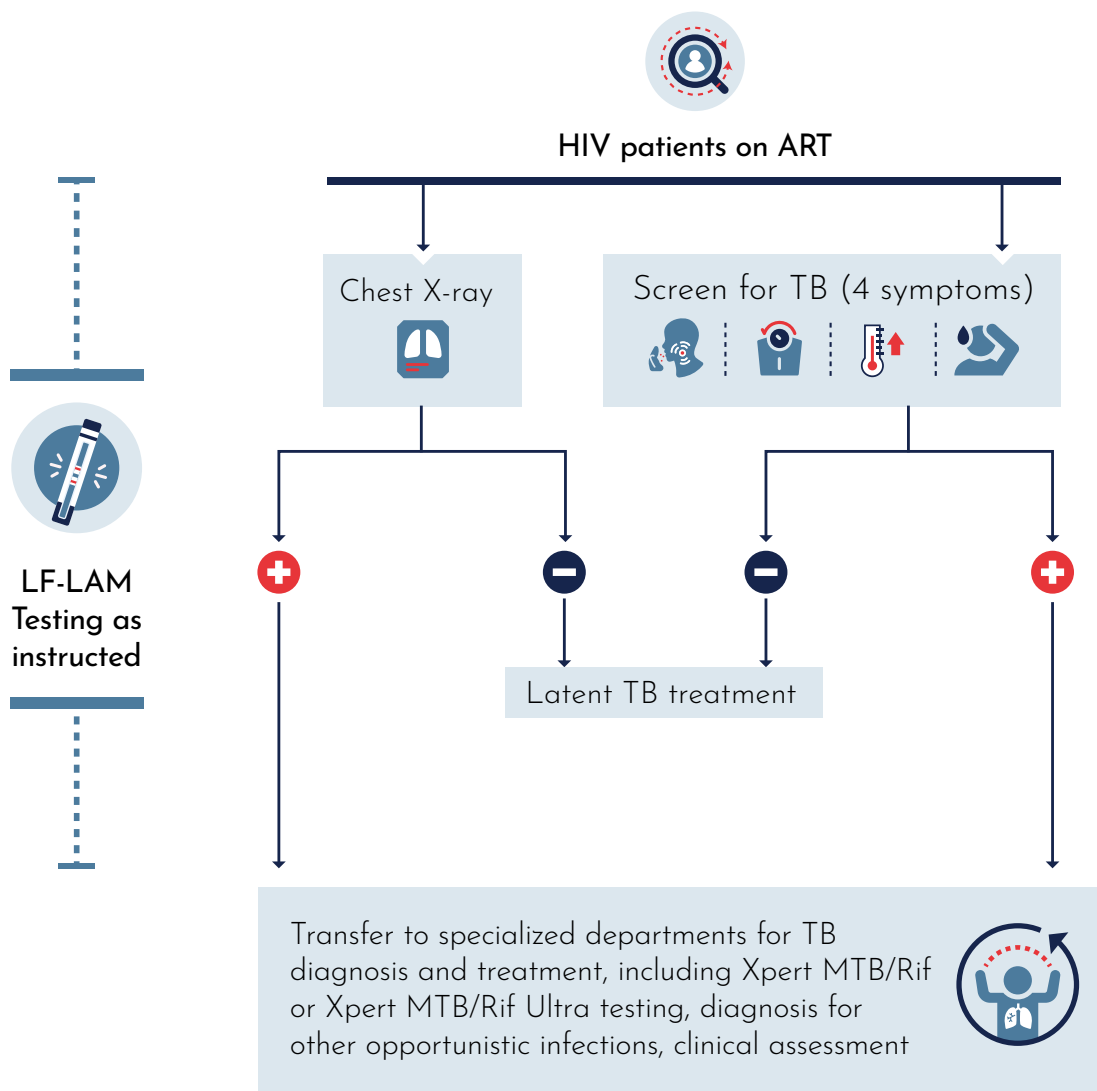 HIV patients on ART
Chest X-ray
Screen for TB (4 symptoms)
LF-LAM
Testing as
instructed
Latent TB treatment
Transfer to specialized departments for TB
diagnosis and treatment, including Xpert MTB/Rif
or Xpert MTB/Rif Ultra testing, diagnosis for
other opportunistic infections, clinical assessment